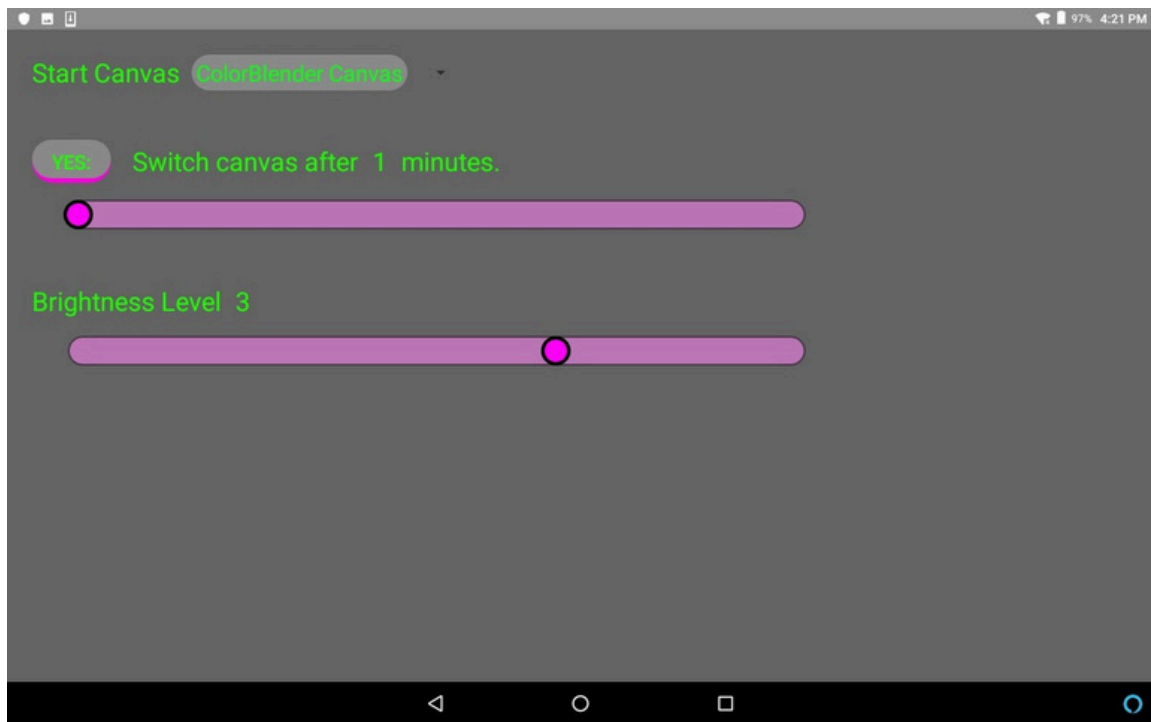 97% 4:21 PM
Start Canvas ColorBlender Canvas
YES: Switch canvas after 1 minutes.
Brightness Level 3